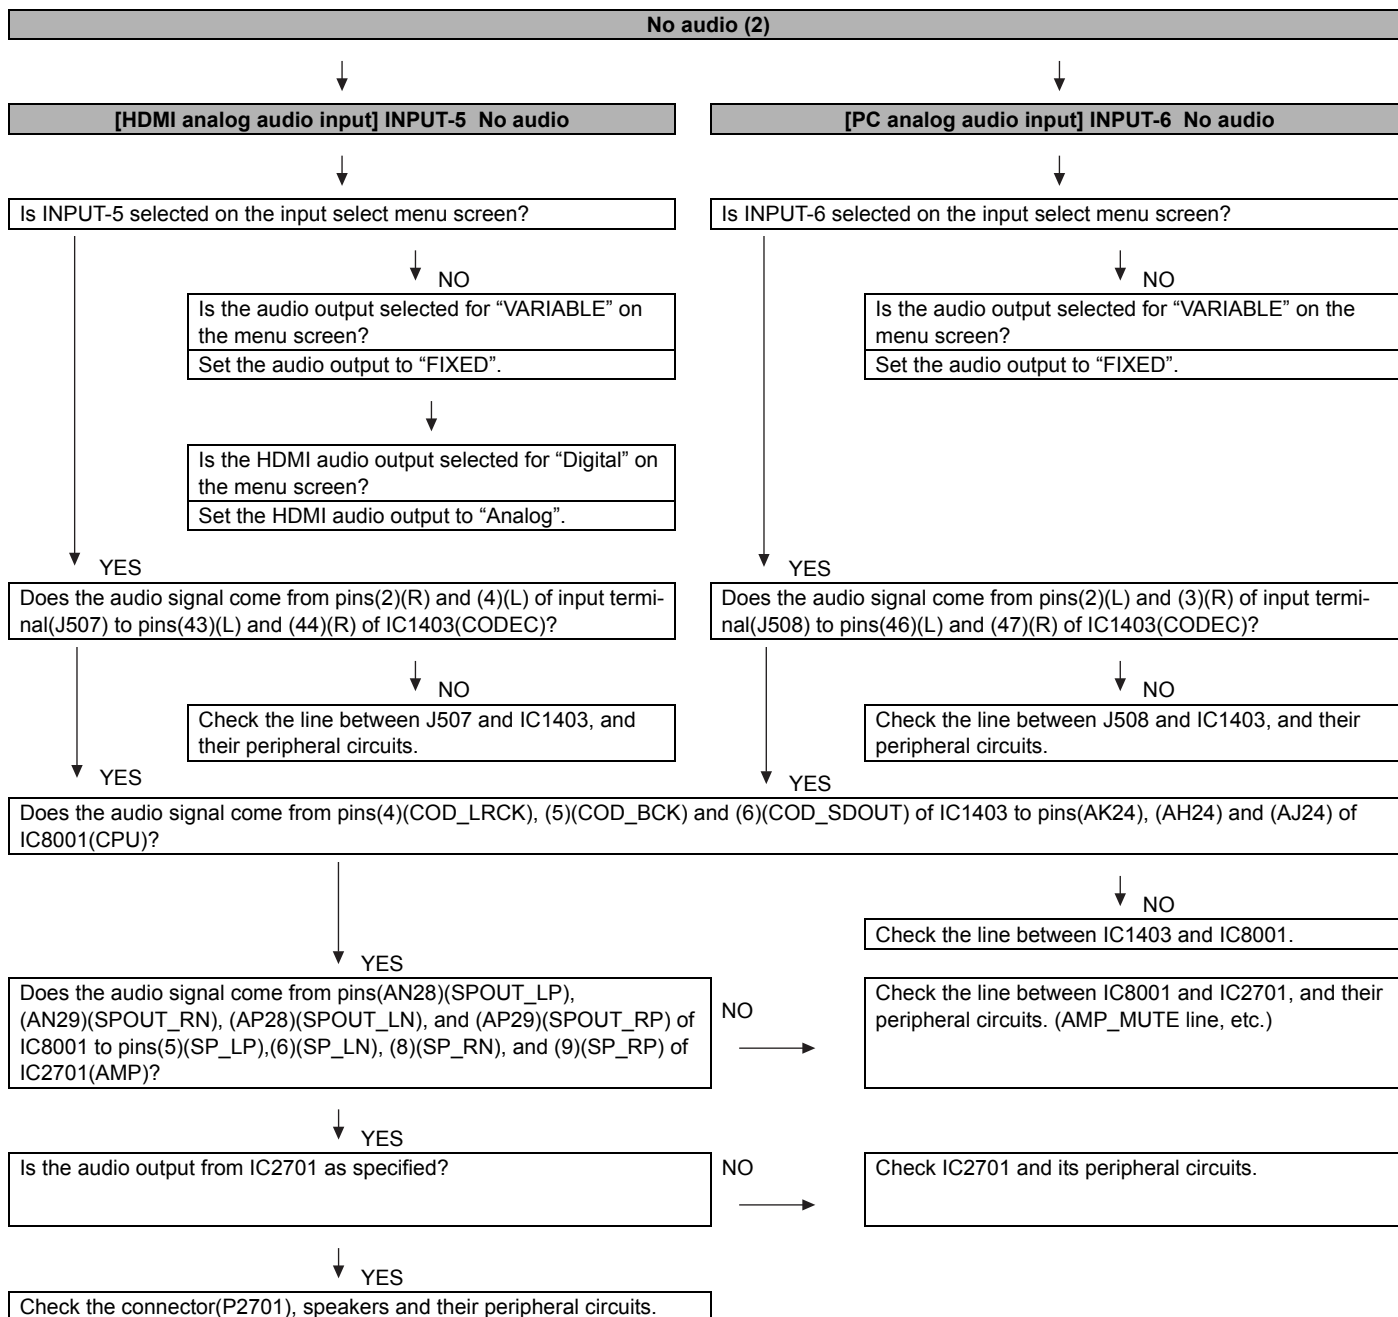 No audio (2)
[HDMI analog audio input] INPUT-5  No audio
[PC analog audio input] INPUT-6  No audio
Is INPUT-5 selected on the input select menu screen?
Is INPUT-6 selected on the input select menu screen?
NO
NO
Is the audio output selected for “VARIABLE” on
the menu screen?
Set the audio output to “FIXED”.
Is the audio output selected for “VARIABLE” on the
menu screen?
Set the audio output to “FIXED”.
Is the HDMI audio output selected for “Digital” on
the menu screen?
Set the HDMI audio output to “Analog”.
YES
YES
Does the audio signal come from pins(2)(R) and (4)(L) of input termi-
nal(J507) to pins(43)(L) and (44)(R) of IC1403(CODEC)?
Does the audio signal come from pins(2)(L) and (3)(R) of input termi-
nal(J508) to pins(46)(L) and (47)(R) of IC1403(CODEC)?
NO
NO
Check the line between J507 and IC1403, and
their peripheral circuits.
Check the line between J508 and IC1403, and their
peripheral circuits.
YES
YES
Does the audio signal come from pins(4)(COD_LRCK), (5)(COD_BCK) and (6)(COD_SDOUT) of IC1403 to pins(AK24), (AH24) and (AJ24) of
IC8001(CPU)?
NO
Check the line between IC1403 and IC8001.
YES
Does the audio signal come from pins(AN28)(SPOUT_LP),
(AN29)(SPOUT_RN), (AP28)(SPOUT_LN), and (AP29)(SPOUT_RP) of
IC8001 to pins(5)(SP_LP),(6)(SP_LN), (8)(SP_RN), and (9)(SP_RP) of
IC2701(AMP)?
NO
Check the line between IC8001 and IC2701, and their
peripheral circuits. (AMP_MUTE line, etc.)
YES
Is the audio output from IC2701 as specified?
NO
Check IC2701 and its peripheral circuits.
YES
Check the connector(P2701), speakers and their peripheral circuits.